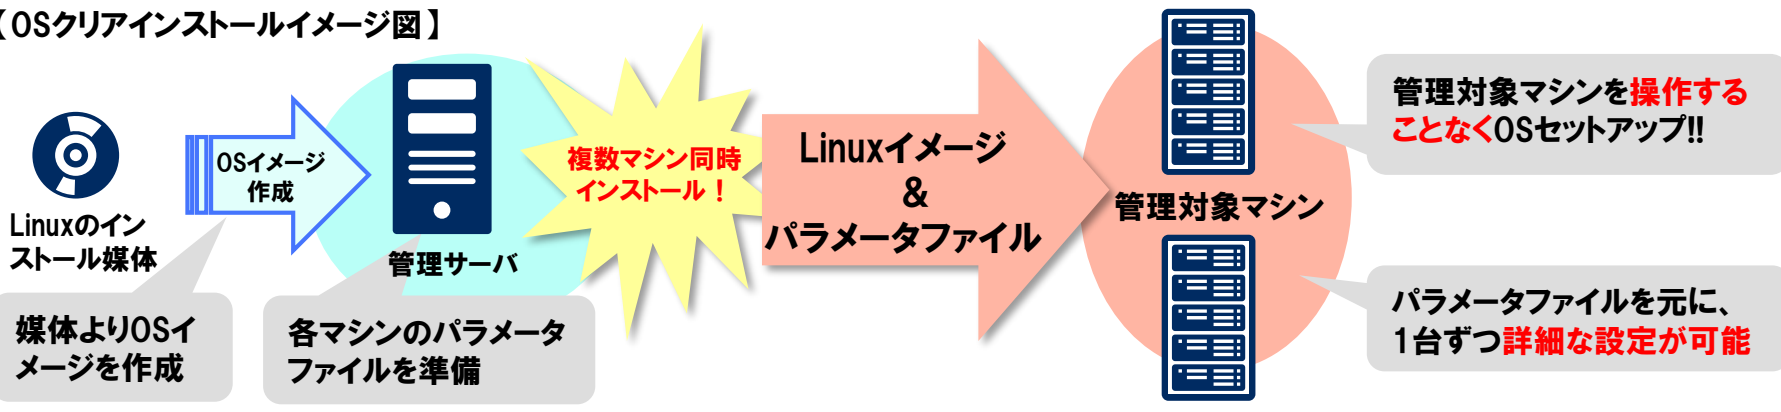 【OSクリアインストールイメージ図】
Linuxのイン
ストール媒体
OSイメージ
作成
管理サーバ
媒体よりOSイ
メージを作成
各マシンのパラメータ
ファイルを準備
複数マシン同時
インストール！
Linuxイメージ
&
パラメータファイル
管理対象マシン
管理対象マシンを操作する
ことなくOSセットアップ!!
パラメータファイルを元に、
1台ずつ詳細な設定が可能